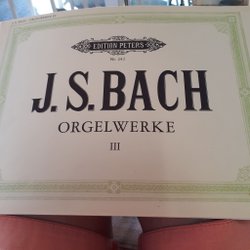 EDITION PETERS
J. S. BACH
ORGELWERKE
III